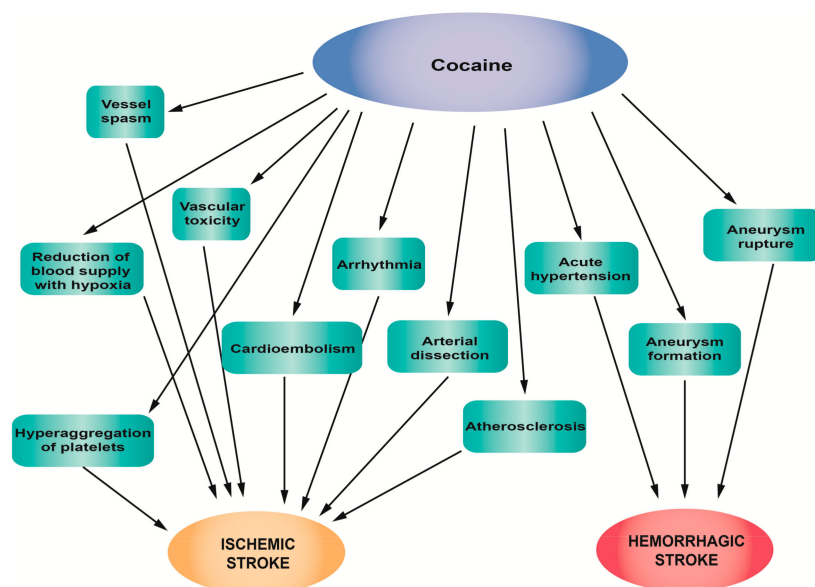 Cocaine
Vessel
spasm
Vascular
toxicity
Reduction of
blood supply
with hypoxia
Arrhythmia
Acute
hypertension
Aneurysm
rupture
Cardioembolism
Arterial
dissection
Aneurysm
formation
Hyperaggregation
of platelets
Atherosclerosis
ISCHEMIC
STROKE
HEMORRHAGIC
STROKE